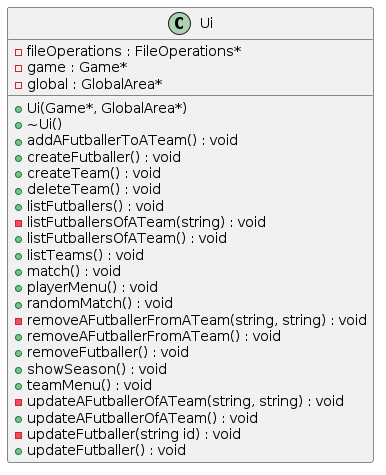 C Ui
fileOperations : FileOperations*
game : Game*
global : GlobalArea*
Ui(Game*, GlobalArea*)
~Ui()
addAFutballerToATeam() : void
createFutballer() : void
createTeam() : void
deleteTeam() : void
listFutballers() : void
listFutballersOfATeam(string) : void
listFutballersOfATeam() : void
listTeams() : void
match() : void
playerMenu() : void
randomMatch() : void
removeAFutballerFromATeam(string, string) : void
removeAFutballerFromATeam() : void
removeFutballer() : void
showSeason() : void
teamMenu() : void
updateAFutballerOfATeam(string, string) : void
updateAFutballerOfATeam() : void
updateFutballer(string id) : void
updateFutballer() : void